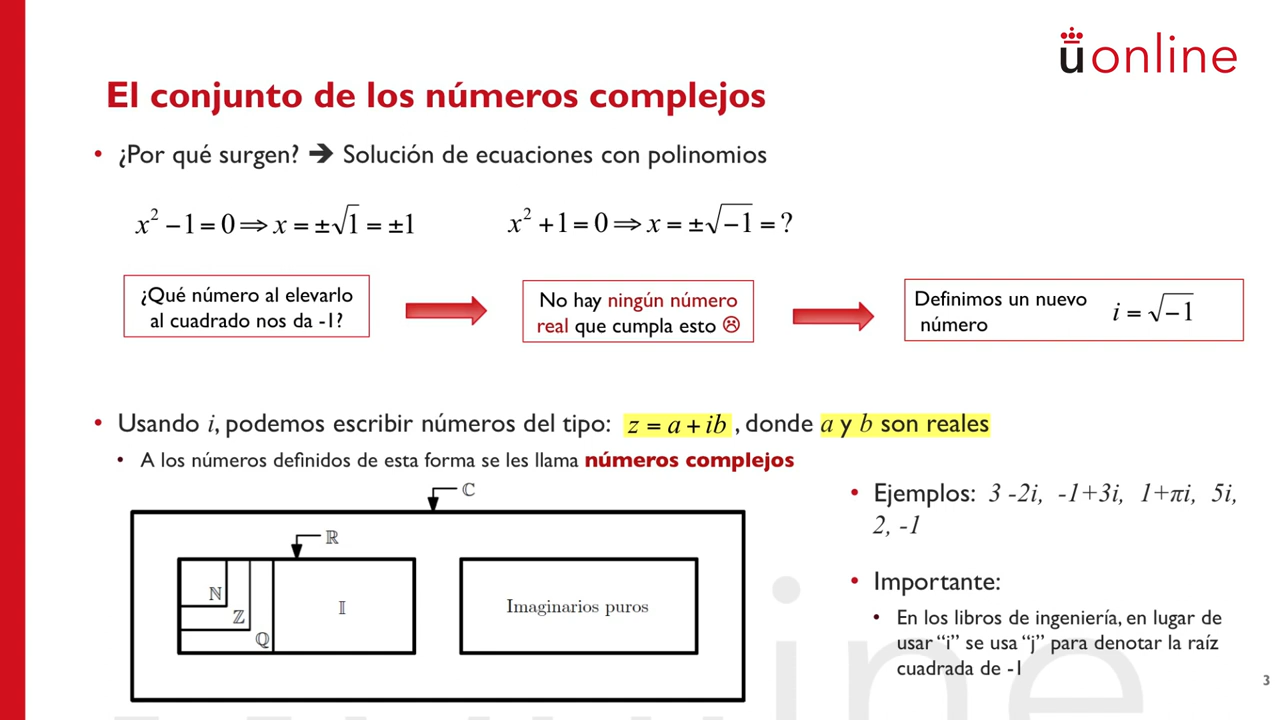 ūonline
El conjunto de los números complejos
• ¿Por qué surgen? ➔ Solución de ecuaciones con polinomios
x² − 1 = 0 ⇒ x = ±√1 = ±1
x² + 1 = 0 ⇒ x = ±√−1 = ?
¿Qué número al elevarlo
al cuadrado nos da -1?
No hay ningún número
real que cumpla esto ☹
Definimos un nuevo
número
i = √−1
• Usando i, podemos escribir números del tipo: z = a + ib , donde a y b son reales
• A los números definidos de esta forma se les llama números complejos
ℂ
ℝ
ℕ
ℤ
ℚ
𝕀
Imaginarios puros
• Ejemplos: 3 -2i, -1+3i, 1+πi, 5i,
2, -1
• Importante:
• En los libros de ingeniería, en lugar de
usar “i” se usa “j” para denotar la raíz
cuadrada de -1
3